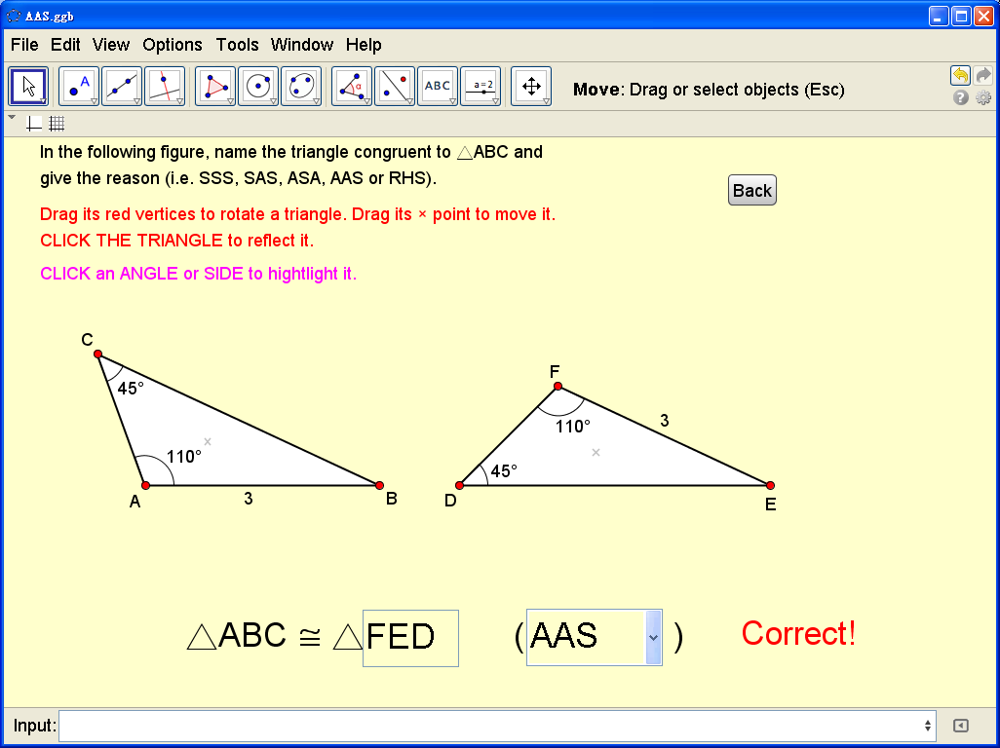 AAS.ggb
File Edit View Options Tools Window Help
A
α
ABC
a=2
Move: Drag or select objects (Esc)
In the following figure, name the triangle congruent to △ABC and
give the reason (i.e. SSS, SAS, ASA, AAS or RHS).
Back
Drag its red vertices to rotate a triangle. Drag its × point to move it.
CLICK THE TRIANGLE to reflect it.
CLICK an ANGLE or SIDE to hightlight it.
C
45°
110°
A
3
B
F
110°
3
45°
D
E
△ABC ≅ △FED (AAS) Correct!
Input: